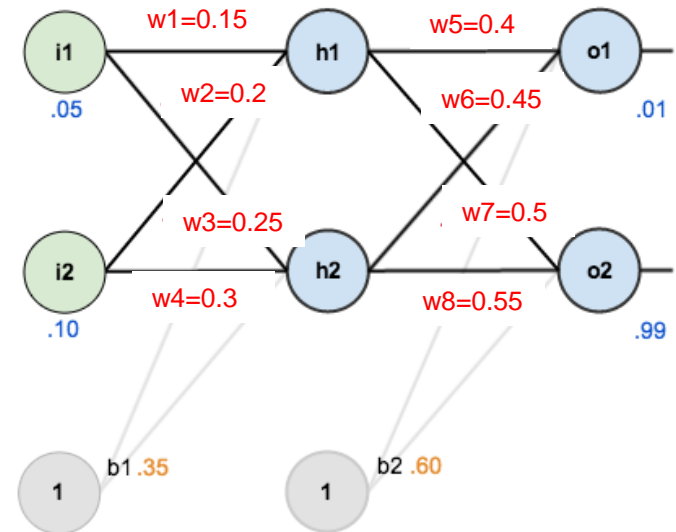 w1=0.15
w5=0.4
i1
h1
o1
w2=0.2
w6=0.45
.05
.01
w3=0.25
w7=0.5
i2
h2
o2
w4=0.3
w8=0.55
.10
.99
b1 .35
b2 .60
1
1